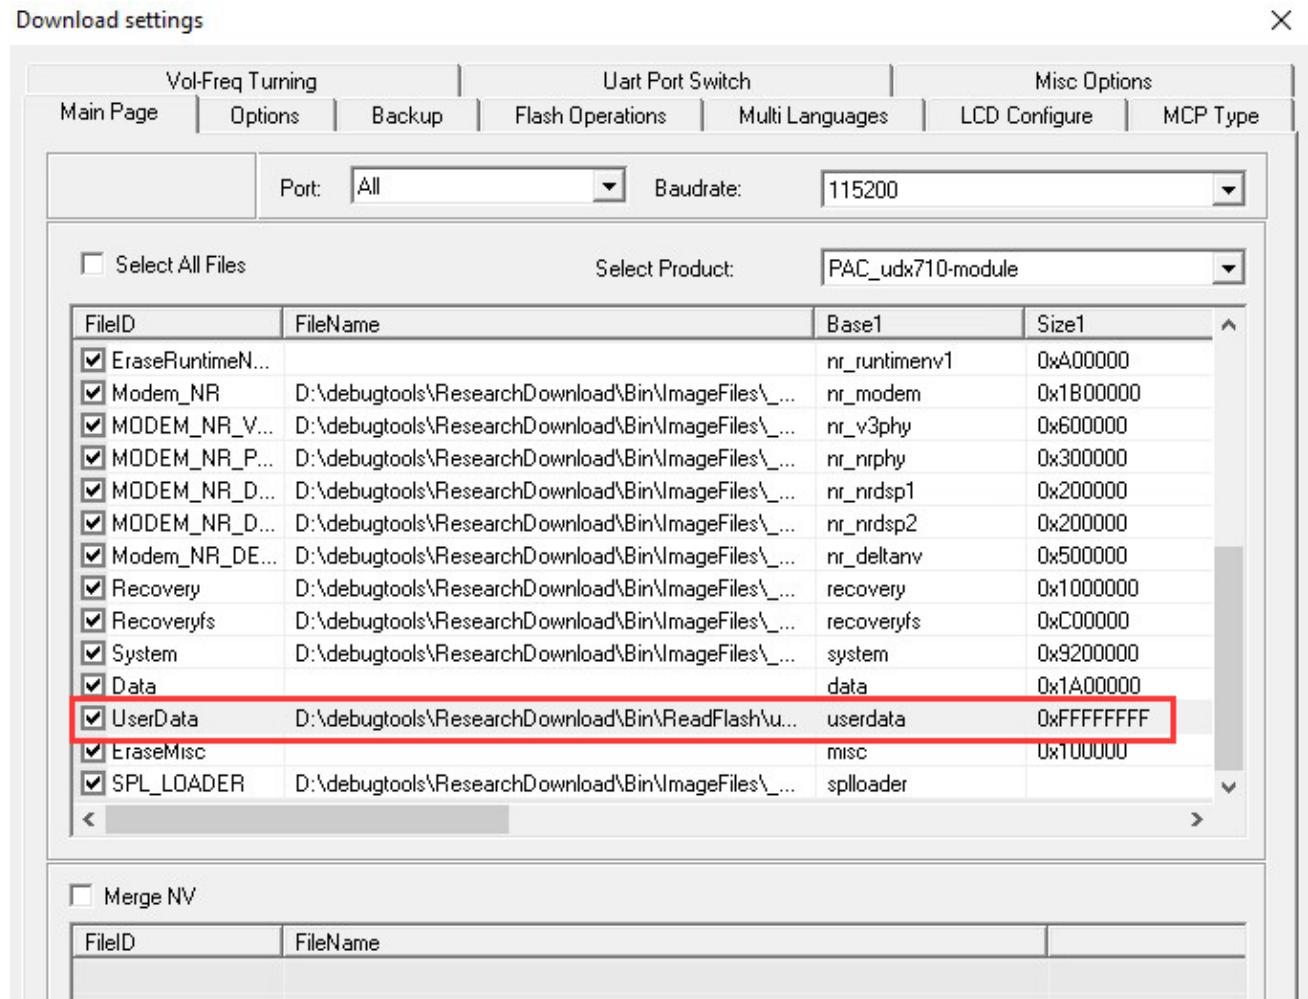 Download settings
Vol-Freq Turning Uart Port Switch Misc Options
Main Page Options Backup Flash Operations Multi Languages LCD Configure MCP Type
Port: All Baudrate: 115200
Select All Files Select Product: PAC_udx710-module
FileID FileName Base1 Size1
EraseRuntimeN... nr_runtimenv1 0xA00000
Modem_NR D:\debugtools\ResearchDownload\Bin\ImageFiles\_... nr_modem 0x1B00000
MODEM_NR_V... D:\debugtools\ResearchDownload\Bin\ImageFiles\_... nr_v3phy 0x600000
MODEM_NR_P... D:\debugtools\ResearchDownload\Bin\ImageFiles\_... nr_nrphy 0x300000
MODEM_NR_D... D:\debugtools\ResearchDownload\Bin\ImageFiles\_... nr_nrdsp1 0x200000
MODEM_NR_D... D:\debugtools\ResearchDownload\Bin\ImageFiles\_... nr_nrdsp2 0x200000
Modem_NR_DE... D:\debugtools\ResearchDownload\Bin\ImageFiles\_... nr_deltanv 0x500000
Recovery D:\debugtools\ResearchDownload\Bin\ImageFiles\_... recovery 0x1000000
Recoveryfs D:\debugtools\ResearchDownload\Bin\ImageFiles\_... recoveryfs 0xC00000
System D:\debugtools\ResearchDownload\Bin\ImageFiles\_... system 0x9200000
Data data 0x1A00000
UserData D:\debugtools\ResearchDownload\Bin\ReadFlash\u... userdata 0xFFFFFFFF
EraseMisc misc 0x100000
SPL_LOADER D:\debugtools\ResearchDownload\Bin\ImageFiles\_... splloader
Merge NV
FileID FileName